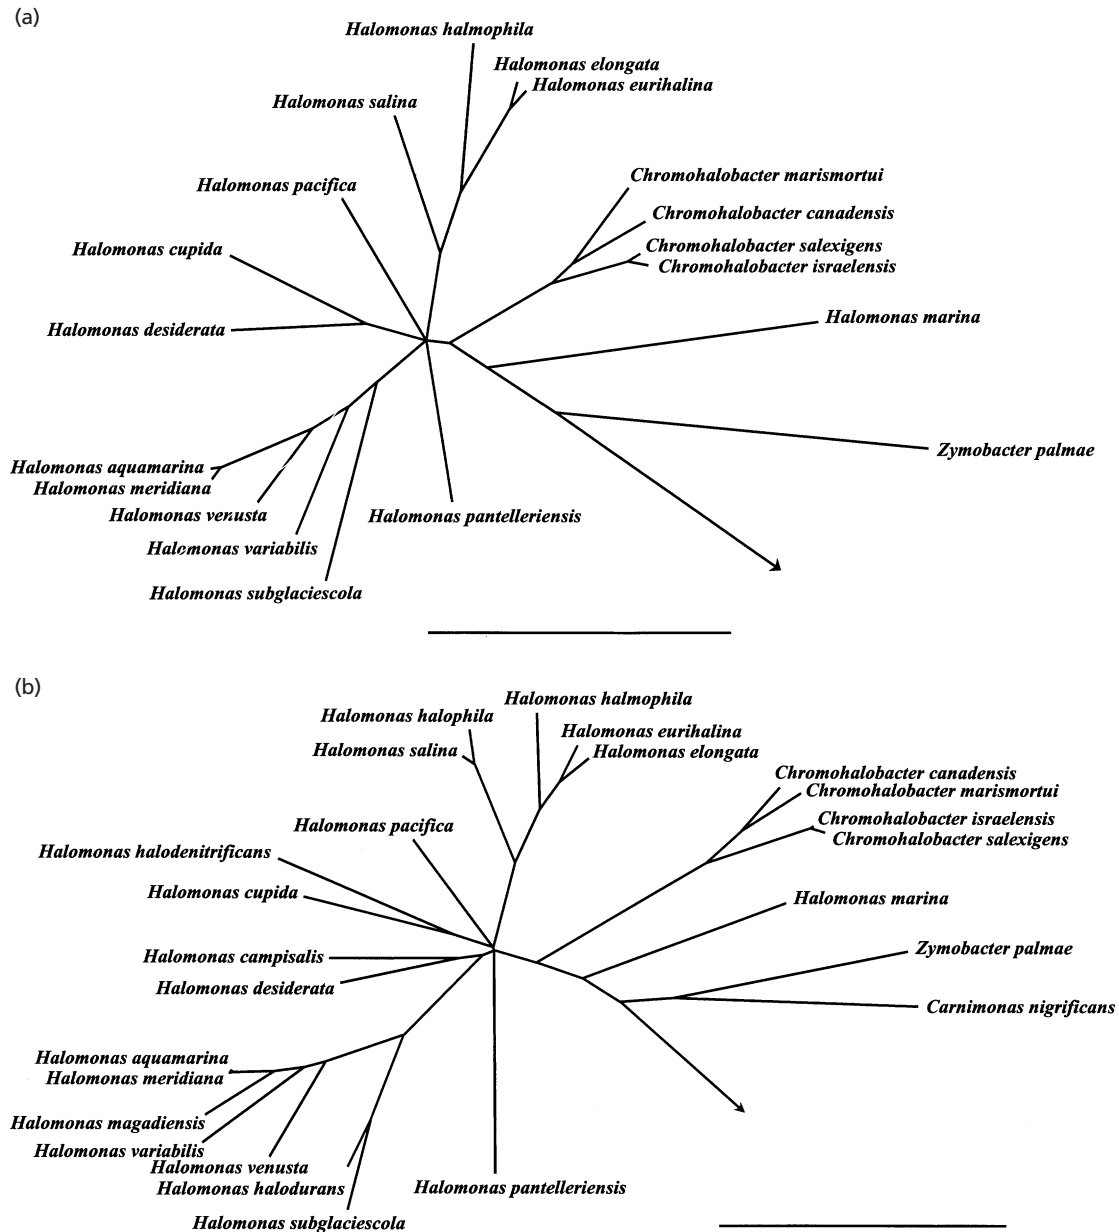 (a)
Halomonas halmophila
Halomonas elongata
Halomonas eurihalina
Halomonas salina
Chromohalobacter marismortui
Halomonas pacifica
Chromohalobacter canadensis
Halomonas cupida
Chromohalobacter salexigens
Chromohalobacter israelensis
Halomonas marina
Halomonas desiderata
Zymobacter palmae
Halomonas aquamarina
Halomonas meridiana
Halomonas venusta
Halomonas pantelleriensis
Halomonas variabilis
Halomonas subglaciescola
(b)
Halomonas halmophila
Halomonas halophila
Halomonas eurihalina
Halomonas salina
Halomonas elongata
Chromohalobacter canadensis
Chromohalobacter marismortui
Chromohalobacter israelensis
Halomonas pacifica
Chromohalobacter salexigens
Halomonas halodenitrificans
Halomonas cupida
Halomonas marina
Zymobacter palmae
Halomonas campisalis
Halomonas desiderata
Carnimonas nigrificans
Halomonas aquamarina
Halomonas meridiana
Halomonas magadiensis
Halomonas variabilis
Halomonas venusta
Halomonas halodurans
Halomonas pantelleriensis
Halomonas subglaciescola